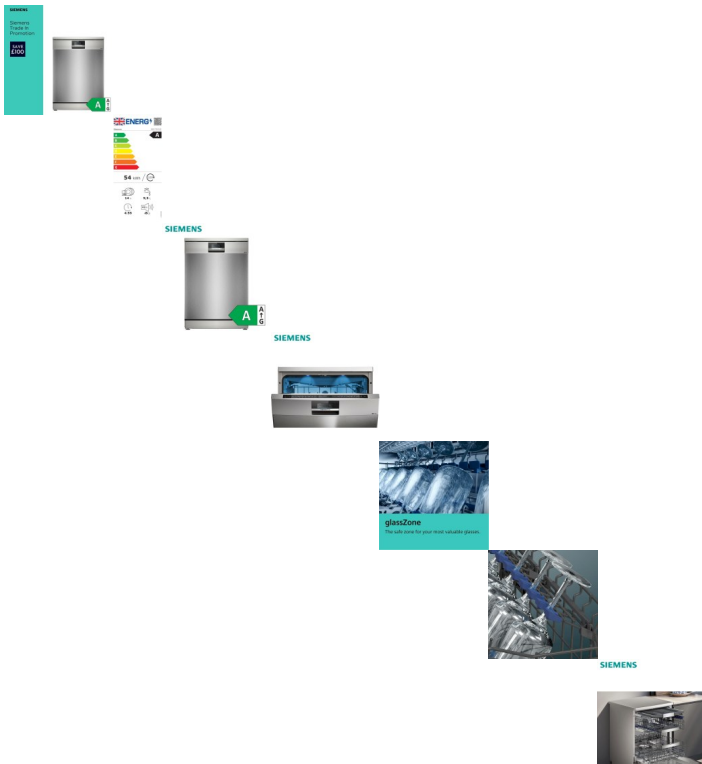 SIEMENS
Siemens
Trade in
Promotion
SAVE
£100
A
A
G
ENERG
A
54
SIEMENS
A
A
G
SIEMENS
glassZone
The safe zone for your most valuable glasses.
SIEMENS